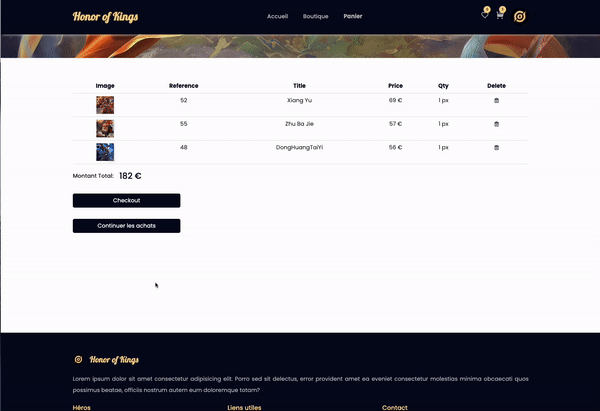 Honor of Kings Accueil Boutique Panier
Image Reference Title Price Qty Delete
52 Xiang Yu 69 € 1 px
55 Zhu Ba Jie 57 € 1 px
48 DongHuangTaiYi 56 € 1 px
Montant Total: 182 €
Checkout
Continuer les achats
Honor of Kings
Lorem ipsum dolor sit amet consectetur adipisicing elit. Porro sed sit delectus, error provident amet ea eveniet consectetur molestias minima obcaecati quos
possimus beatae, officiis nostrum autem eum doloremque totam?
Héros Liens utiles Contact